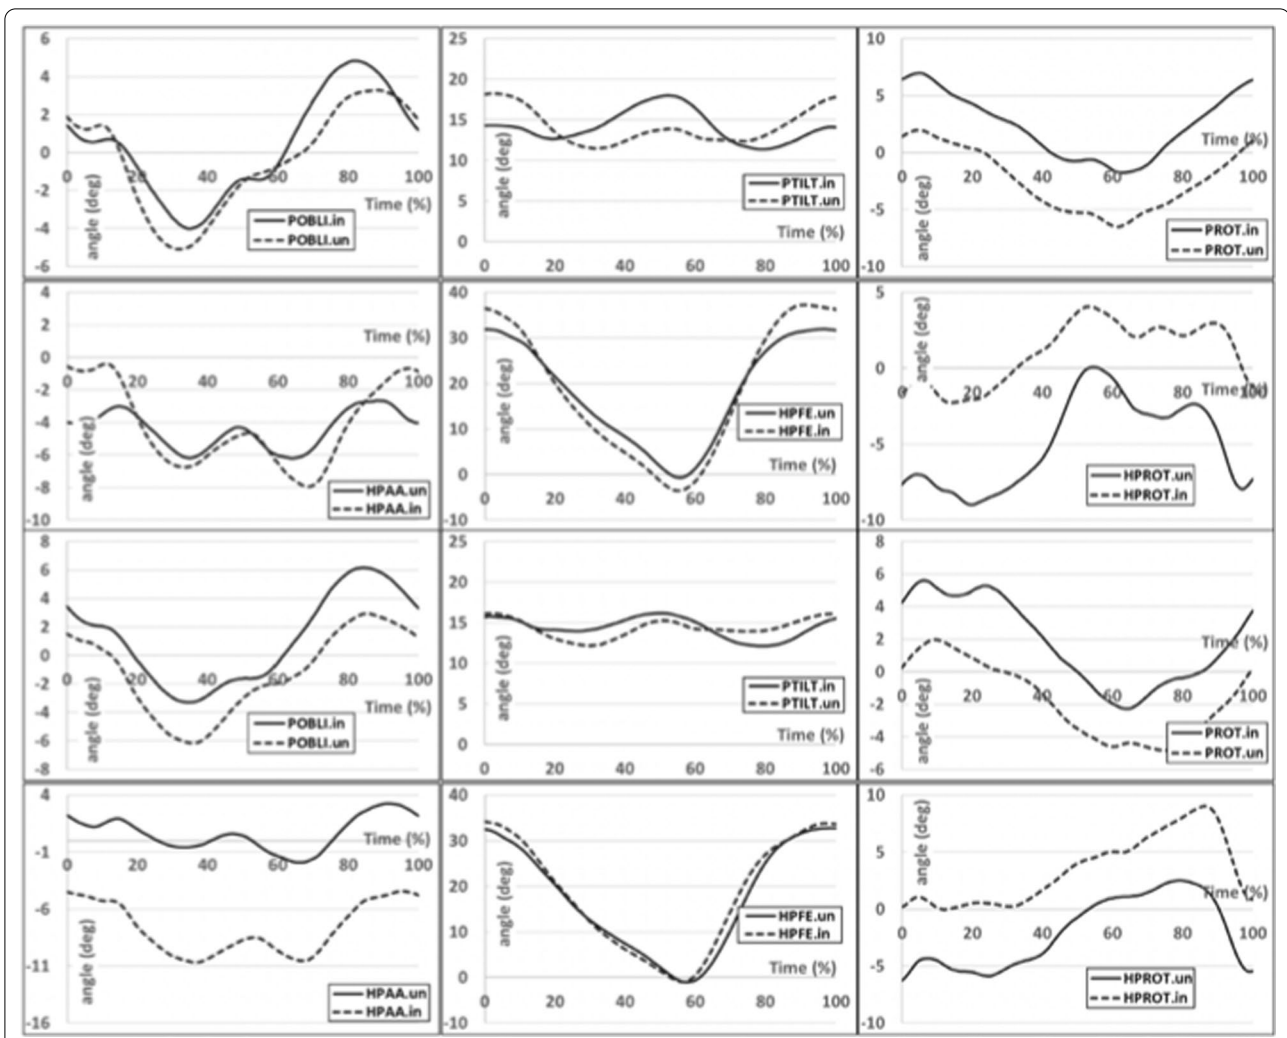 6
4
2
0
-2
-4
-6
0 20 40 60 80 100
Time (%)
angle (deg)
POBLI.in
POBLI.un
25
20
15
10
5
0
angle (deg)
PTILT.in
PTILT.un
Time (%)
0 20 40 60 80 100
10
5
0
-5
-10
Time (%)
0 20 40 60 80 100
angle (deg)
PROT.in
PROT.un
4
2
0
-2
-4
-6
-8
-10
Time (%)
0 20 40 60 80 100
angle (deg)
HPAA.un
HPAA.in
40
30
20
10
0
-10
angle (deg)
HPFE.un
HPFE.in
Time (%)
0 20 40 60 80 100
5
0
-5
-10
angle (deg)
Time (%)
0 20 40 60 80 100
HPROT.un
HPROT.in
8
6
4
2
0
-2
-4
-6
-8
0 20 40 60 80 100
Time (%)
angle (deg)
POBLI.in
POBLI.un
25
20
15
10
5
0
angle (deg)
PTILT.in
PTILT.un
Time (%)
0 20 40 60 80 100
8
6
4
2
0
-2
-4
-6
Time (%)
0 20 40 60 80 100
angle (deg)
PROT.in
PROT.un
4
-1
-6
-11
-16
Time (%)
0 20 40 60 80 100
angle (deg)
HPAA.un
HPAA.in
40
30
20
10
0
-10
angle (deg)
HPFE.un
HPFE.in
Time (%)
0 20 40 60 80 100
10
5
0
-5
-10
angle (deg)
Time (%)
0 20 40 60 80 100
HPROT.un
HPROT.in